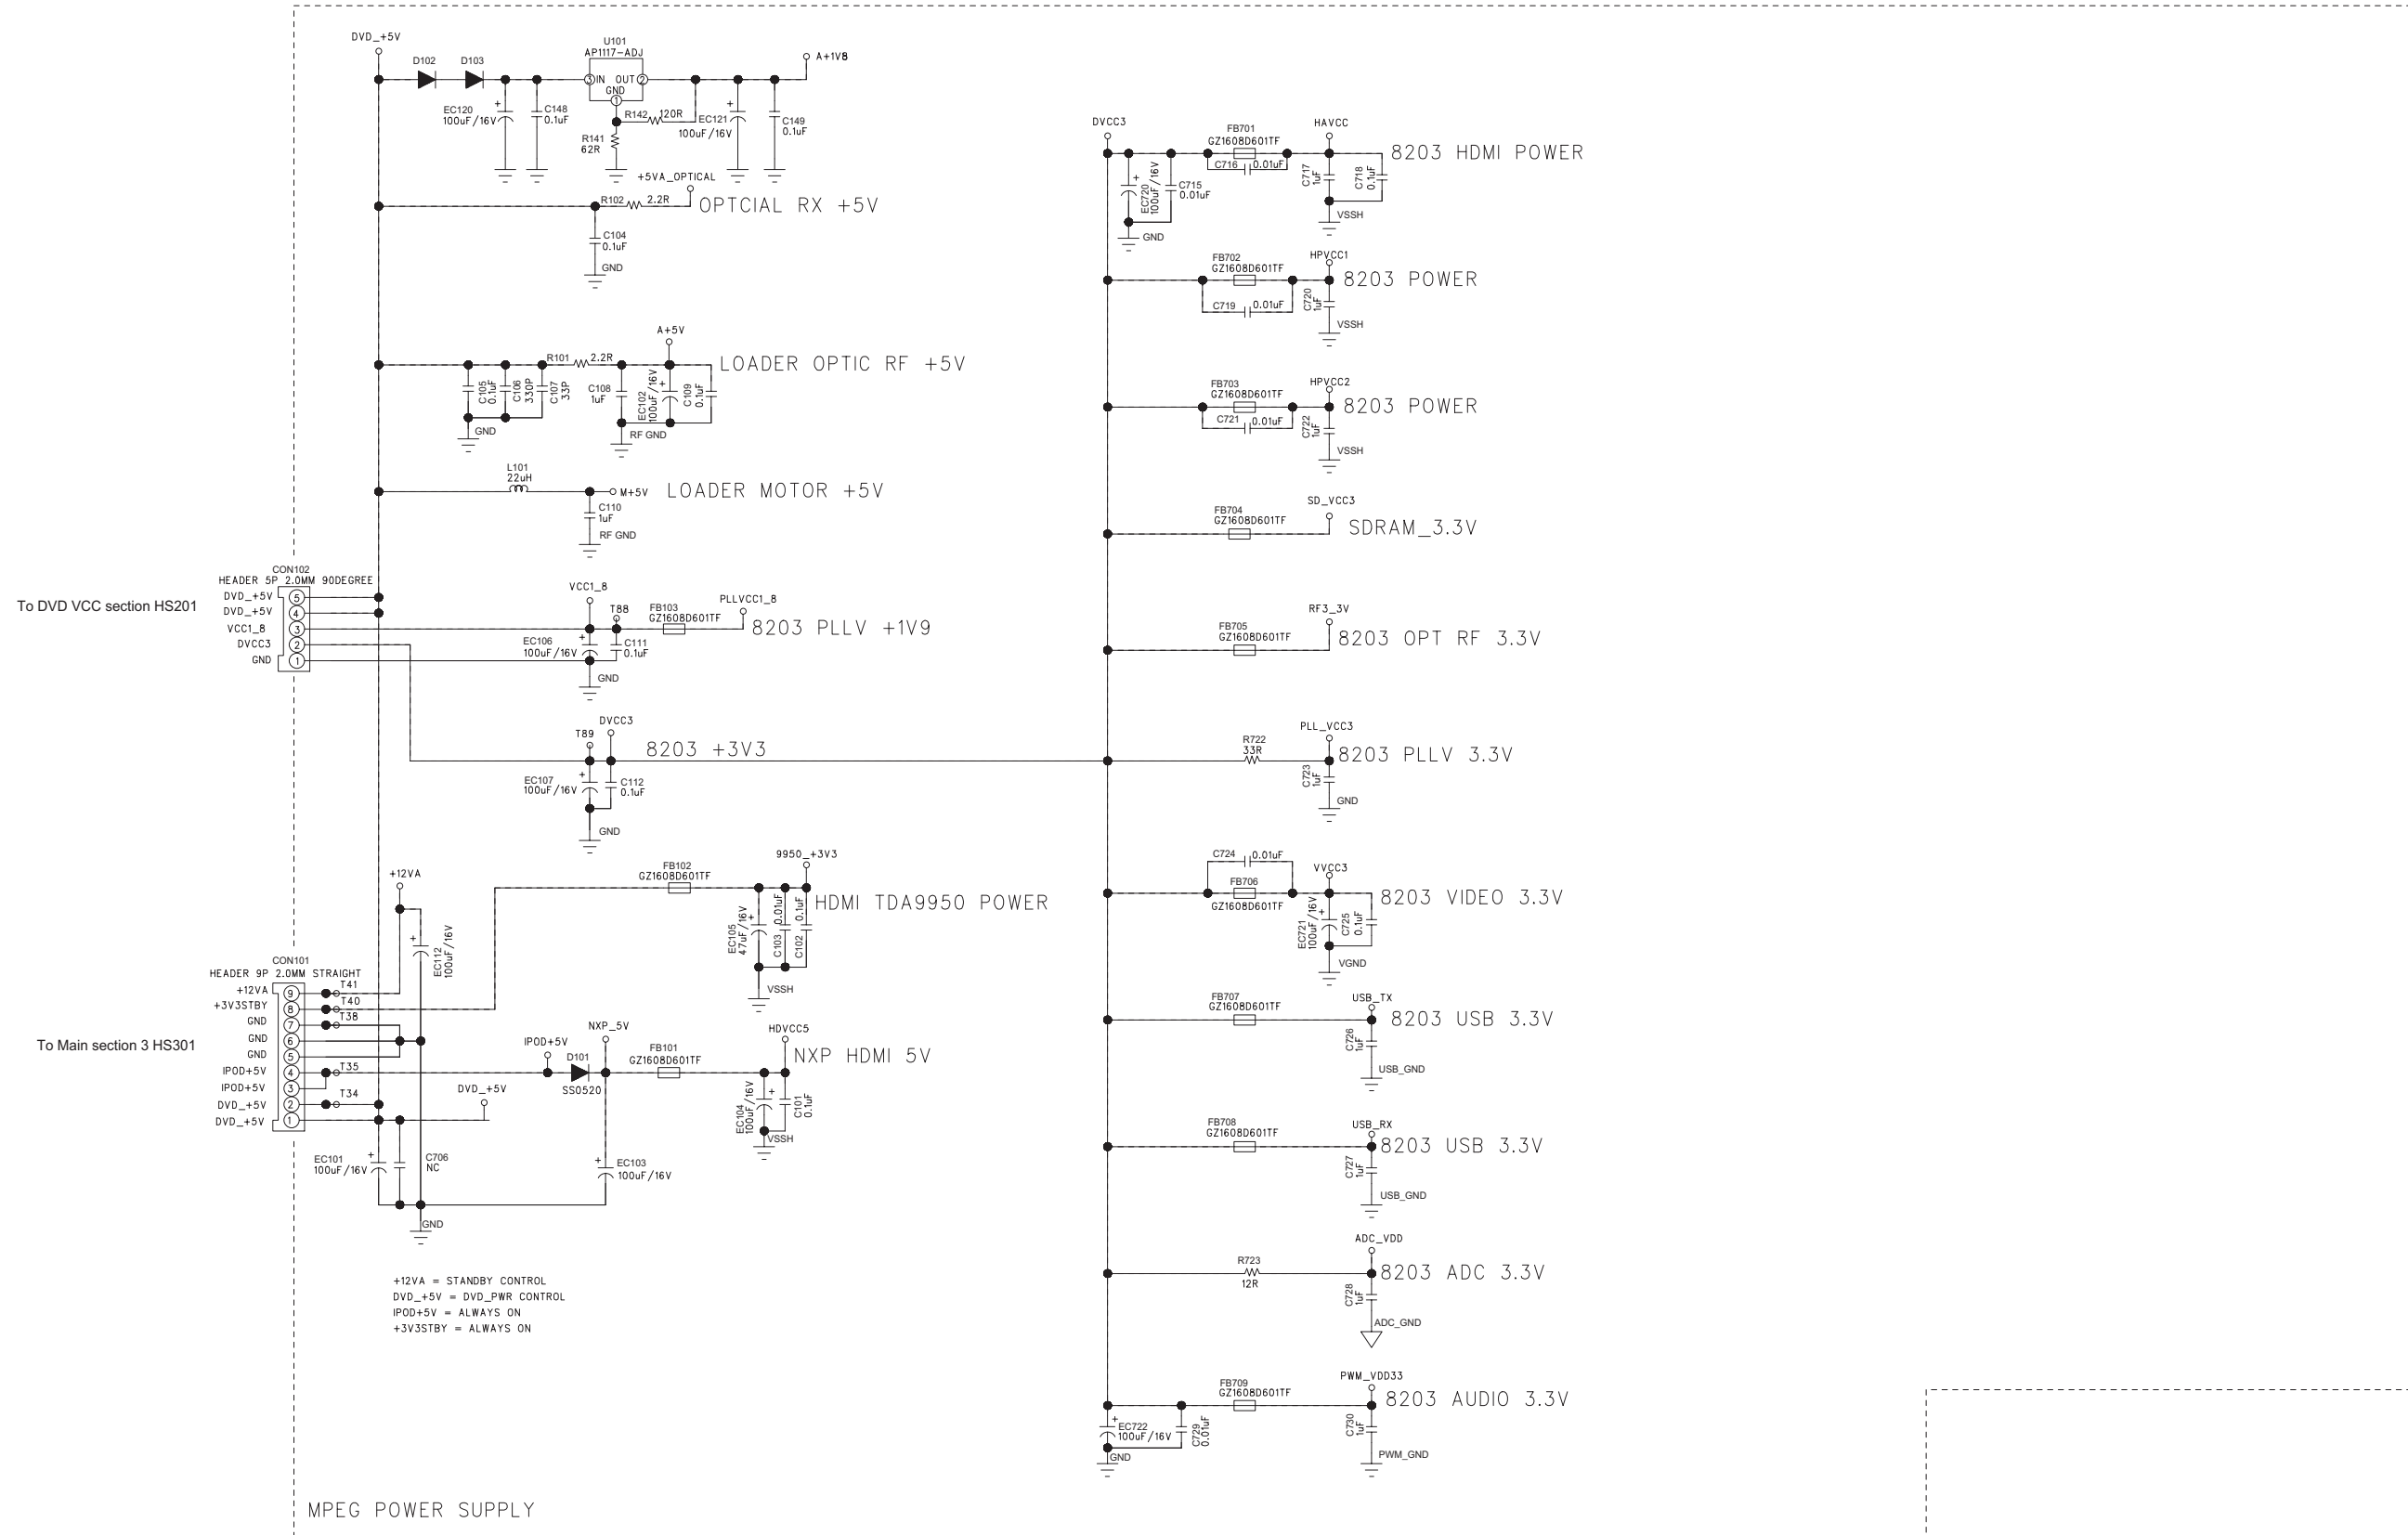 DVD_+5V
D102
D103
U101
AP1117-ADJ
3 IN OUT 2
GND
1
A+1V8
EC120
100uF/16V
+
C148
0.1uF
R142
120R
R141
62R
EC121
100uF/16V
+
C149
0.1uF
+5VA_OPTICAL
R102
2.2R
OPTCIAL RX +5V
C104
0.1uF
GND
A+5V
R101
2.2R
LOADER OPTIC RF +5V
C105
0.1uF
C106
330P
C107
33P
C108
1uF
EC102
100uF/16V
+
C109
0.1uF
GND
RF GND
L101
22uH
M+5V
LOADER MOTOR +5V
C110
1uF
RF GND
CON102
HEADER 5P 2.0MM 90DEGREE
To DVD VCC section HS201
DVD_+5V 5
DVD_+5V 4
VCC1_8 3
DVCC3 2
GND 1
VCC1_8
T88
FB103
GZ1608D601TF
PLLVCC1_8
8203 PLLV +1V9
EC106
100uF/16V
+
C111
0.1uF
GND
T89
DVCC3
8203 +3V3
EC107
100uF/16V
+
C112
0.1uF
GND
+12VA
EC112
100uF/16V
+
FB102
GZ1608D601TF
9950_+3V3
HDMI TDA9950 POWER
EC105
47uF/16V
+
C103
0.01uF
C102
0.1uF
VSSH
CON101
HEADER 9P 2.0MM STRAIGHT
To Main section 3 HS301
+12VA 9 T41
+3V3STBY 8 T40
GND 7 T38
GND 6
GND 5
IPOD+5V 4 T35
IPOD+5V 3
DVD_+5V 2 T34
DVD_+5V 1
DVD_+5V
IPOD+5V
D101
SS0520
NXP_5V
FB101
GZ1608D601TF
HDVCC5
NXP HDMI 5V
EC104
100uF/16V
+
C101
0.1uF
VSSH
EC101
100uF/16V
+
C706
NC
EC103
100uF/16V
+
GND
+12VA = STANDBY CONTROL
DVD_+5V = DVD_PWR CONTROL
IPOD+5V = ALWAYS ON
+3V3STBY = ALWAYS ON
MPEG POWER SUPPLY
DVCC3
FB701
GZ1608D601TF
C716
0.01uF
HAVCC
8203 HDMI POWER
EC720
100uF/16V
+
C715
0.01uF
GND
C717
1uF
C718
0.1uF
VSSH
FB702
GZ1608D601TF
HPVCC1
8203 POWER
C719
0.01uF
C720
1uF
VSSH
FB703
GZ1608D601TF
HPVCC2
8203 POWER
C721
0.01uF
C722
1uF
VSSH
FB704
GZ1608D601TF
SD_VCC3
SDRAM_3.3V
FB705
GZ1608D601TF
RF3_3V
8203 OPT RF 3.3V
R722
33R
PLL_VCC3
8203 PLLV 3.3V
C723
1uF
GND
C724
0.01uF
FB706
GZ1608D601TF
VVCC3
8203 VIDEO 3.3V
EC721
100uF/16V
+
C725
0.1uF
VGND
FB707
GZ1608D601TF
USB_TX
8203 USB 3.3V
C726
1uF
USB_GND
FB708
GZ1608D601TF
USB_RX
8203 USB 3.3V
C727
1uF
USB_GND
R723
12R
ADC_VDD
8203 ADC 3.3V
C728
1uF
ADC_GND
FB709
GZ1608D601TF
PWM_VDD33
8203 AUDIO 3.3V
EC722
100uF/16V
+
C729
0.01uF
GND
C730
1uF
PWM_GND